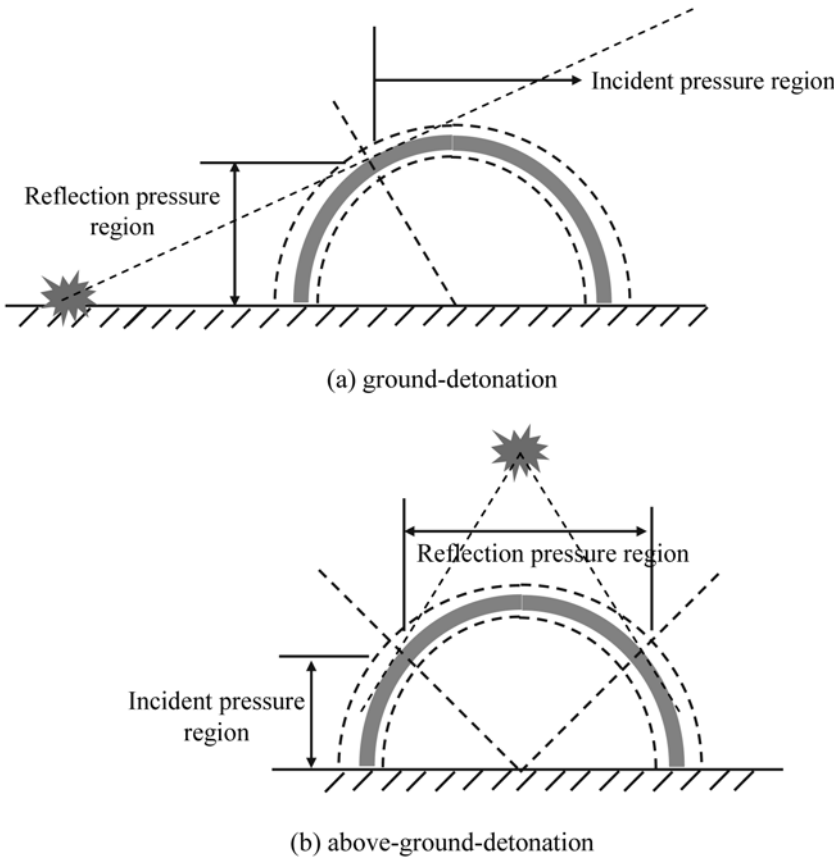 Incident pressure region
Reflection pressure
region
(a) ground-detonation
Reflection pressure region
Incident pressure
region
(b) above-ground-detonation